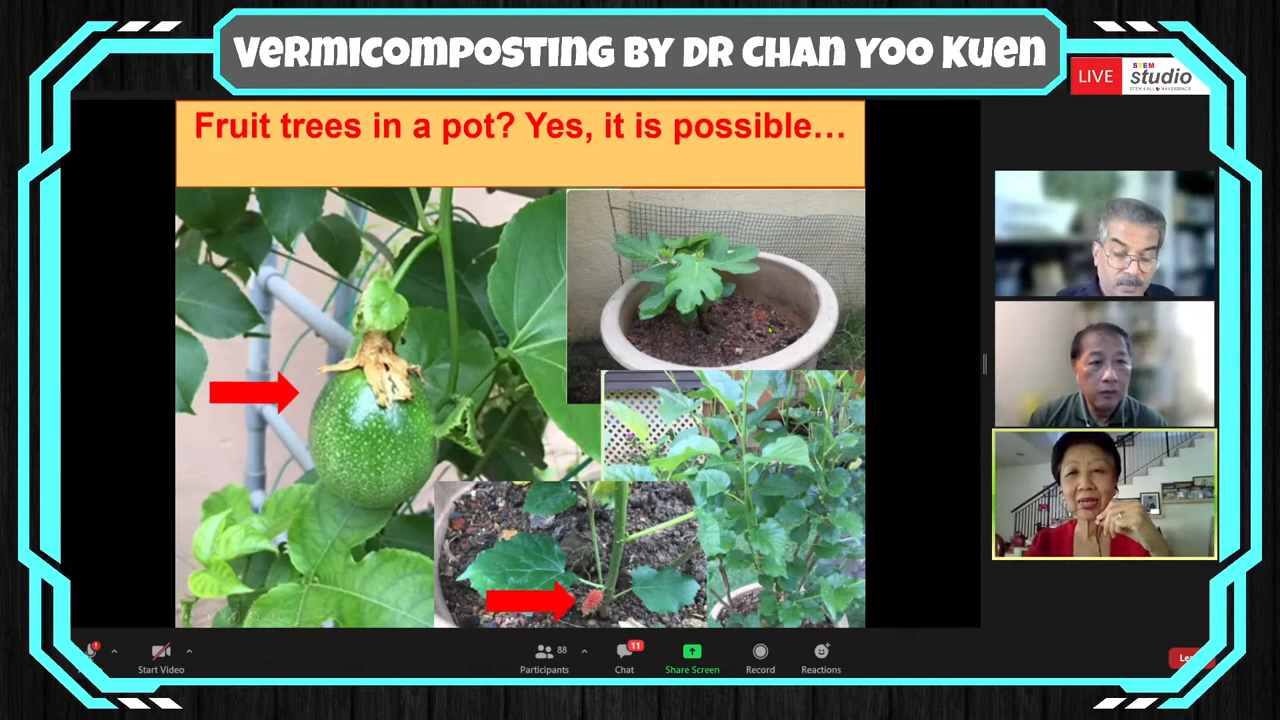 Vermicomposting by Dr Chan Yoo Kuen
LIVE
STEM
studio
Fruit trees in a pot? Yes, it is possible…
Start Video
88
Participants
11
Chat
Share Screen
Record
Reactions